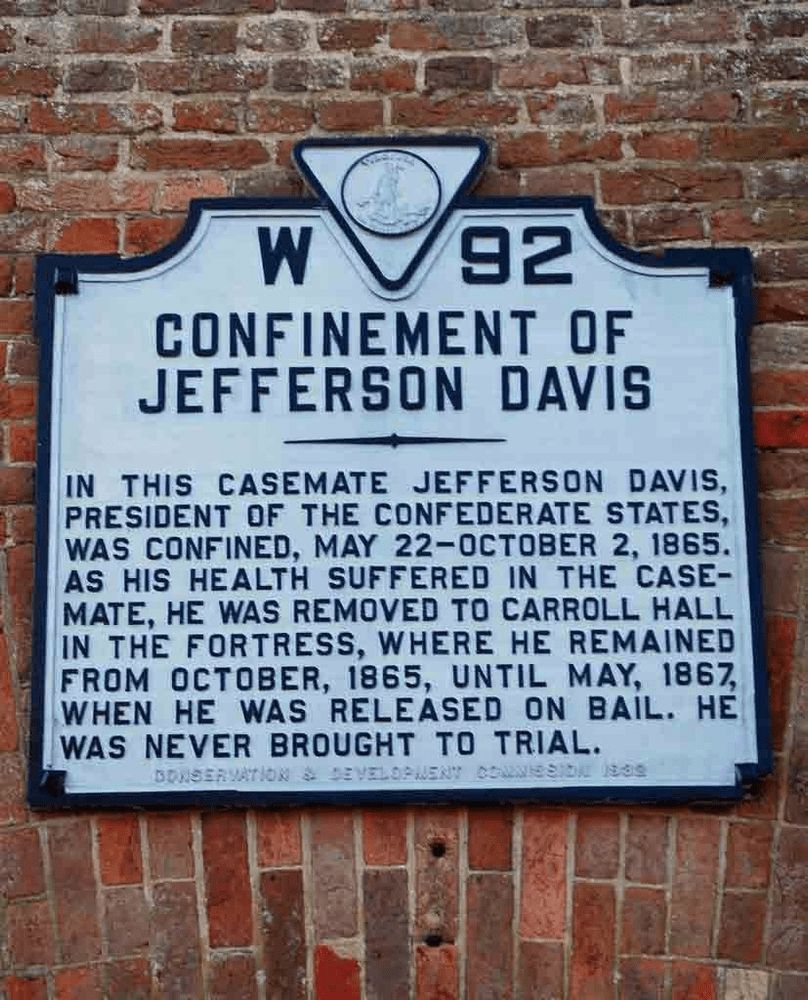 W 92
CONFINEMENT OF
JEFFERSON DAVIS
IN THIS CASEMATE JEFFERSON DAVIS,
PRESIDENT OF THE CONFEDERATE STATES,
WAS CONFINED, MAY 22–OCTOBER 2, 1865.
AS HIS HEALTH SUFFERED IN THE CASE-
MATE, HE WAS REMOVED TO CARROLL HALL
IN THE FORTRESS, WHERE HE REMAINED
FROM OCTOBER, 1865, UNTIL MAY, 1867,
WHEN HE WAS RELEASED ON BAIL. HE
WAS NEVER BROUGHT TO TRIAL.
CONSERVATION & DEVELOPMENT COMMISSION